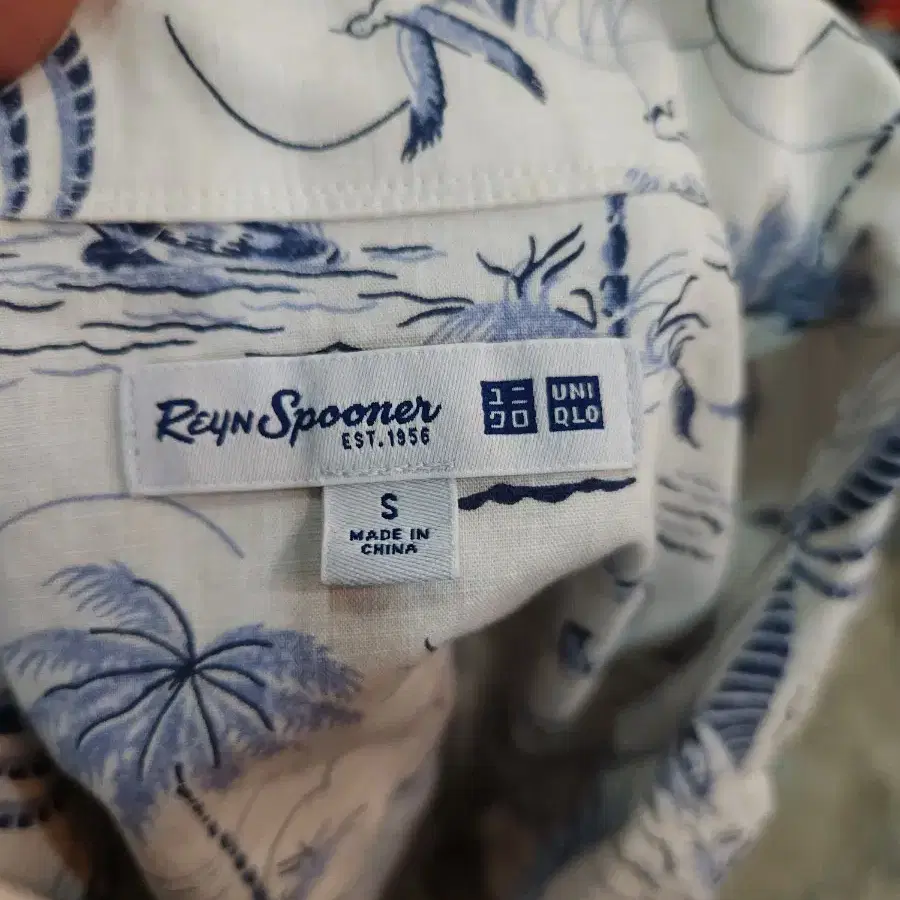 REYN Spooner
EST.1956
ユニ
クロ
UNI
QLO
S
MADE IN
CHINA